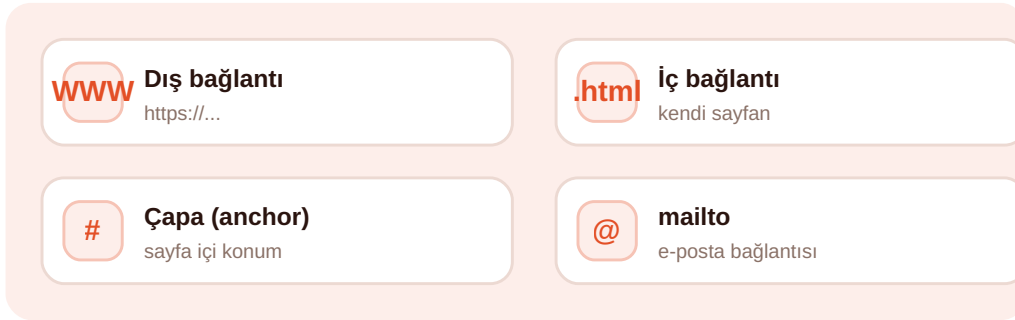 www
Dış bağlantı
https://...
.html
İç bağlantı
kendi sayfan
#
Çapa (anchor)
sayfa içi konum
@
mailto
e-posta bağlantısı